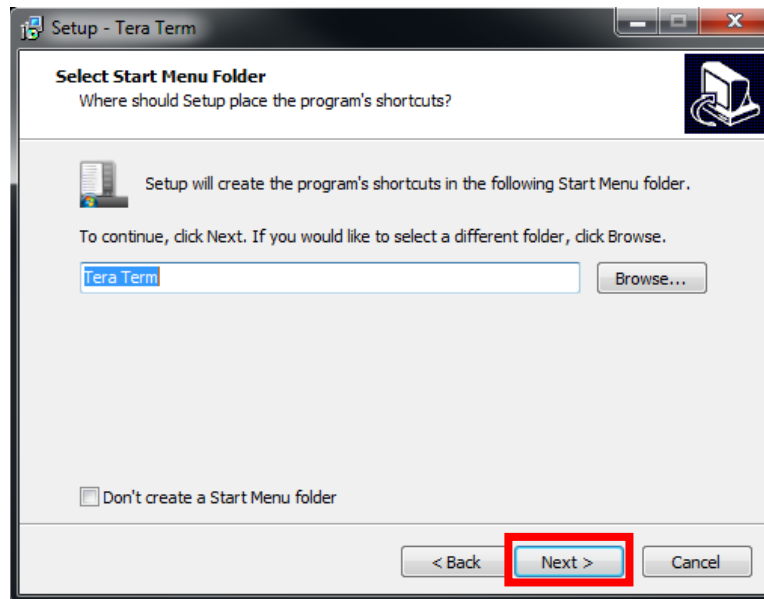 Setup - Tera Term
Select Start Menu Folder
Where should Setup place the program's shortcuts?
Setup will create the program's shortcuts in the following Start Menu folder.
To continue, click Next. If you would like to select a different folder, click Browse.
Tera Term
Browse...
Don't create a Start Menu folder
< Back
Next >
Cancel